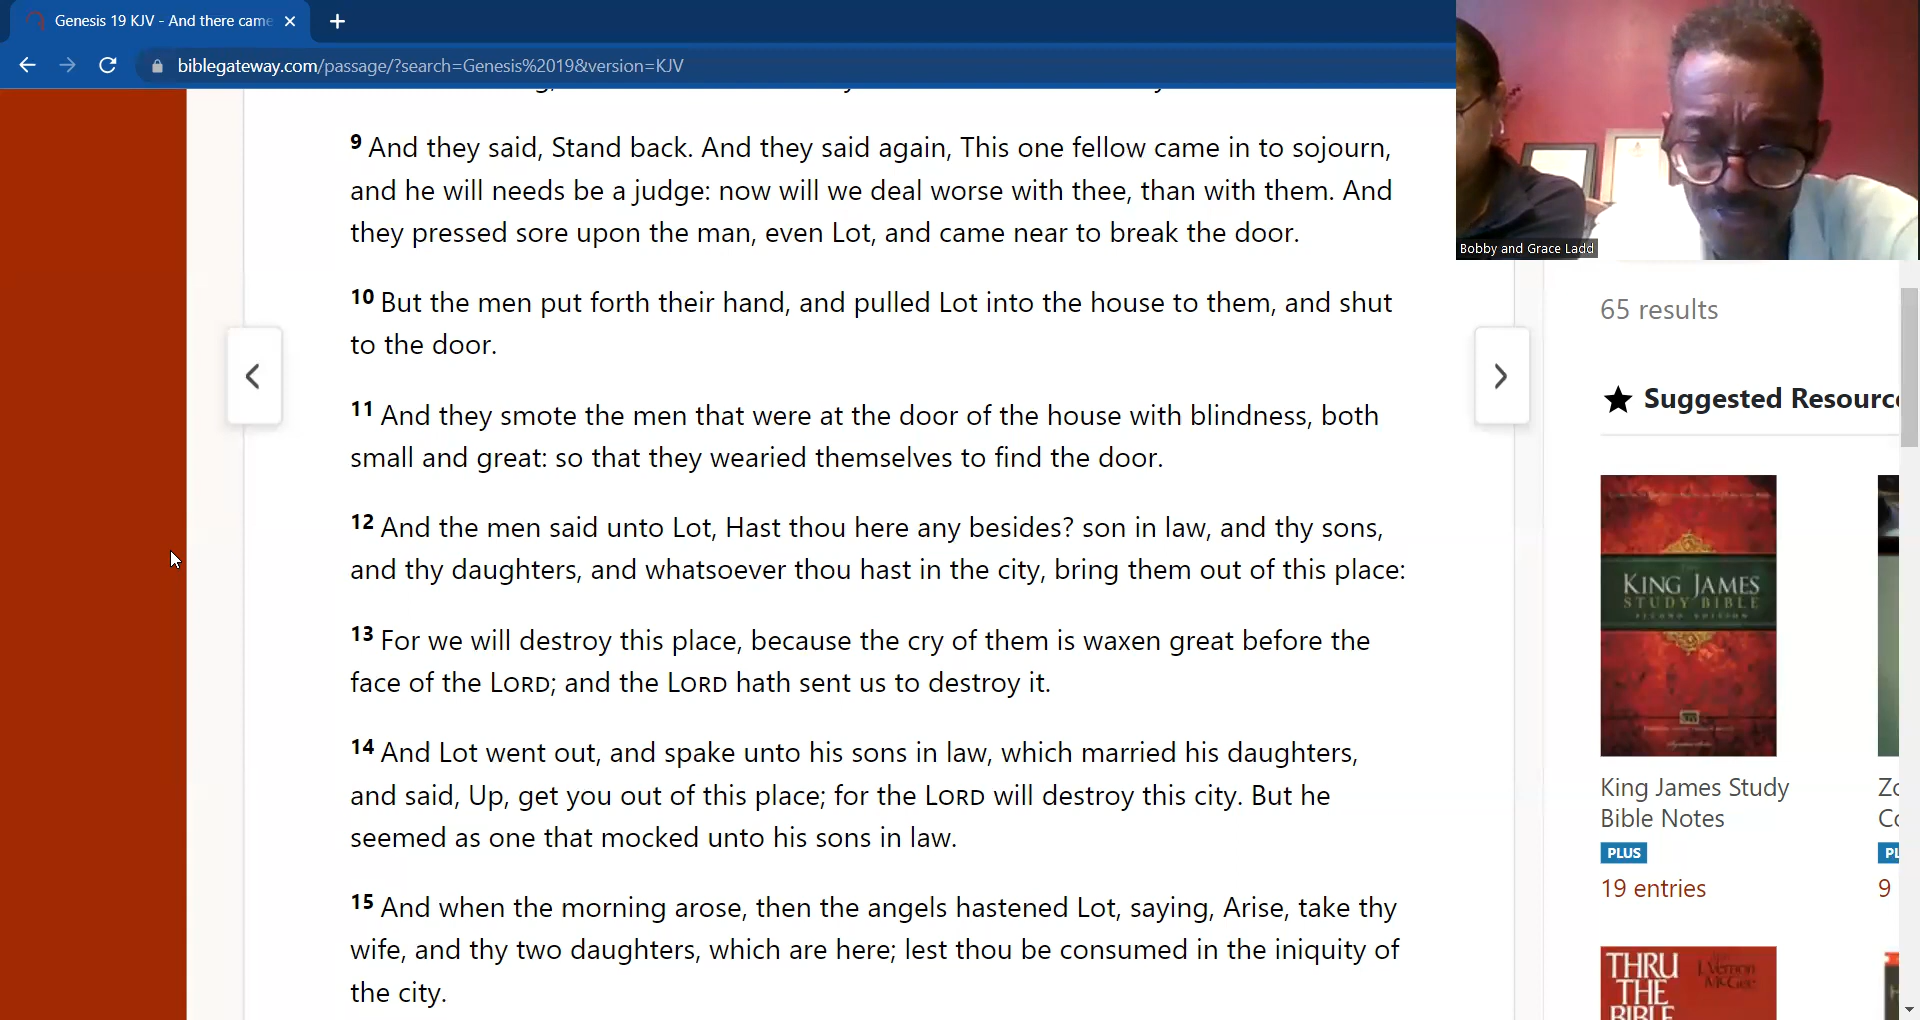 Genesis 19 KJV - And there came
biblegateway.com/passage/?search=Genesis%2019&version=KJV
Bobby and Grace Ladd
9 And they said, Stand back. And they said again, This one fellow came in to sojourn,
and he will needs be a judge: now will we deal worse with thee, than with them. And
they pressed sore upon the man, even Lot, and came near to break the door.
10 But the men put forth their hand, and pulled Lot into the house to them, and shut
to the door.
11 And they smote the men that were at the door of the house with blindness, both
small and great: so that they wearied themselves to find the door.
12 And the men said unto Lot, Hast thou here any besides? son in law, and thy sons,
and thy daughters, and whatsoever thou hast in the city, bring them out of this place:
13 For we will destroy this place, because the cry of them is waxen great before the
face of the LORD; and the LORD hath sent us to destroy it.
14 And Lot went out, and spake unto his sons in law, which married his daughters,
and said, Up, get you out of this place; for the LORD will destroy this city. But he
seemed as one that mocked unto his sons in law.
15 And when the morning arose, then the angels hastened Lot, saying, Arise, take thy
wife, and thy two daughters, which are here; lest thou be consumed in the iniquity of
the city.
65 results
Suggested Resourc
KING JAMES
STUDY BIBLE
SECOND EDITION
King James Study
Bible Notes
PLUS
19 entries
Zo
Co
PL
9
THRU
THE
BIBLE
J. Vernon
McGee